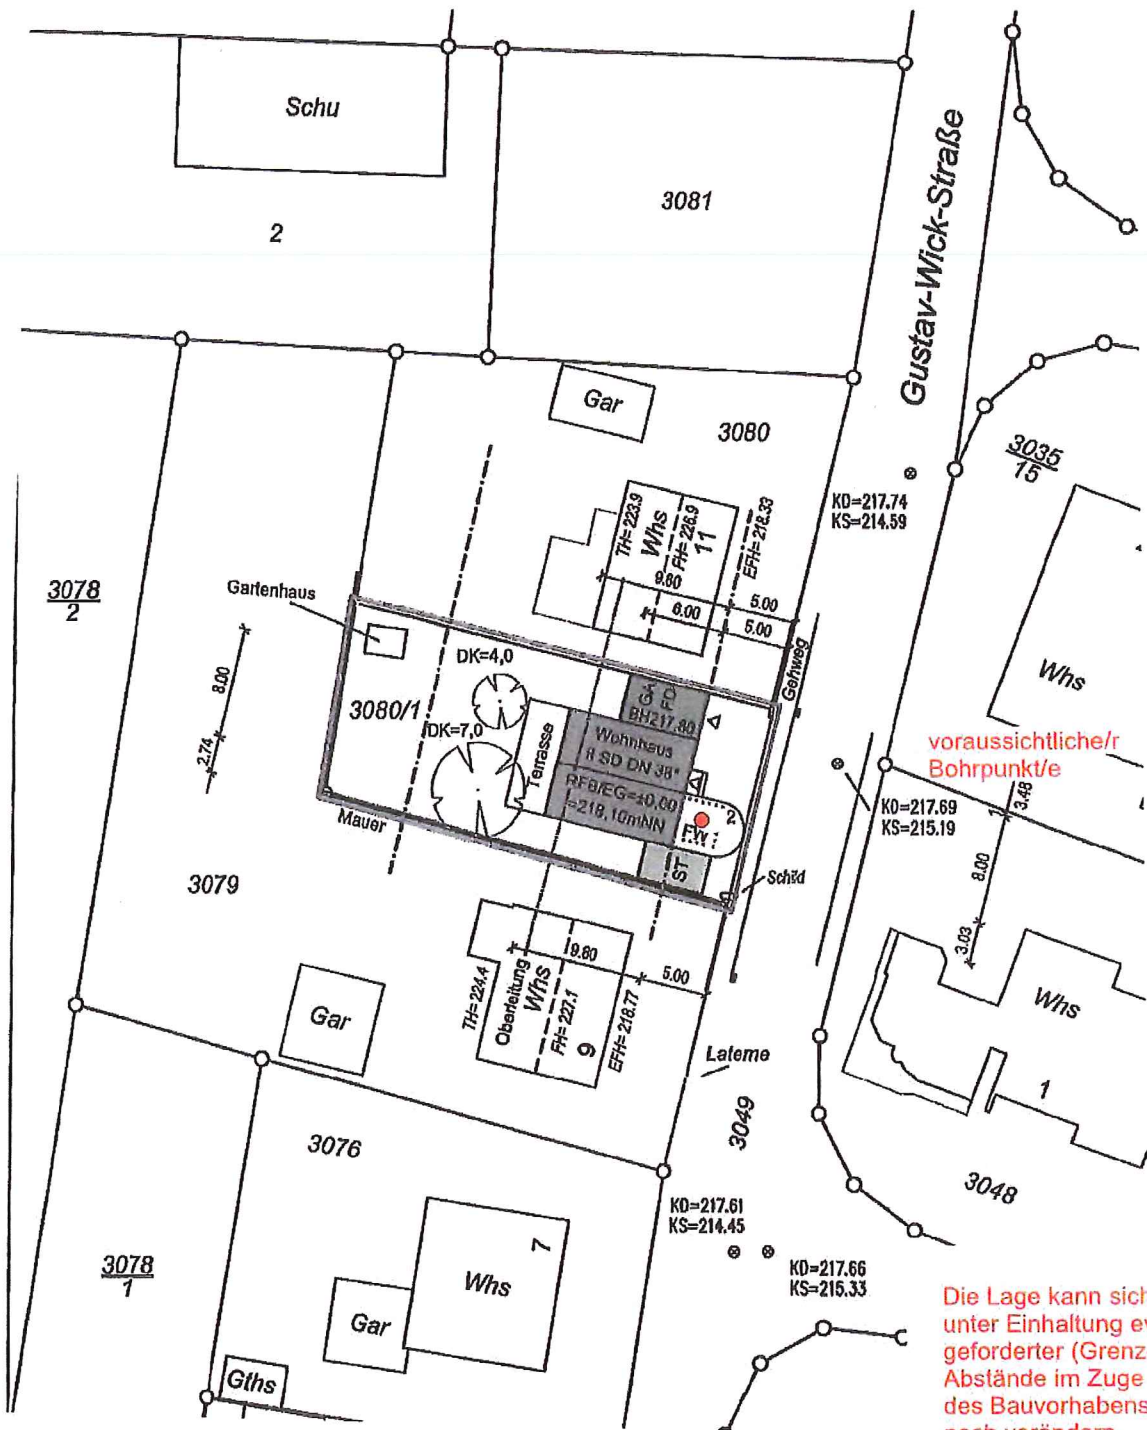 Schu
2
3081
Gustav-Wick-Straße
Gar
3080
3035
15
KD=217.74
KS=214.59
TH=223.9
Whs
FH=226.9
11
EFH=218.33
9.60
6.00
5.00
5.00
Gehweg
3078
2
Gartenhaus
8.00
2.74
DK=4,0
3080/1
DK=7,0
Terrasse
GA
FD
BH217.80
Wohnhaus
II SD DN 38°
RFB/EG=±0,00
=218,10mNN
2
FW
ST
Mauer
Schild
Whs
voraussichtliche/r
Bohrpunkt/e
KD=217.69
KS=215.19
3.48
8.00
3.03
3079
TH=224.4
Oberleitung
Whs
FH=227.1
9
EFH=218.77
9.60
5.00
Gar
Laterne
Whs
1
3049
3048
3076
KD=217.61
KS=214.45
KD=217.66
KS=215.33
3078
1
7
Whs
Gar
Gths
Die Lage kann sich
unter Einhaltung ev
geforderter (Grenz
Abstände im Zuge
des Bauvorhabens
noch verändern